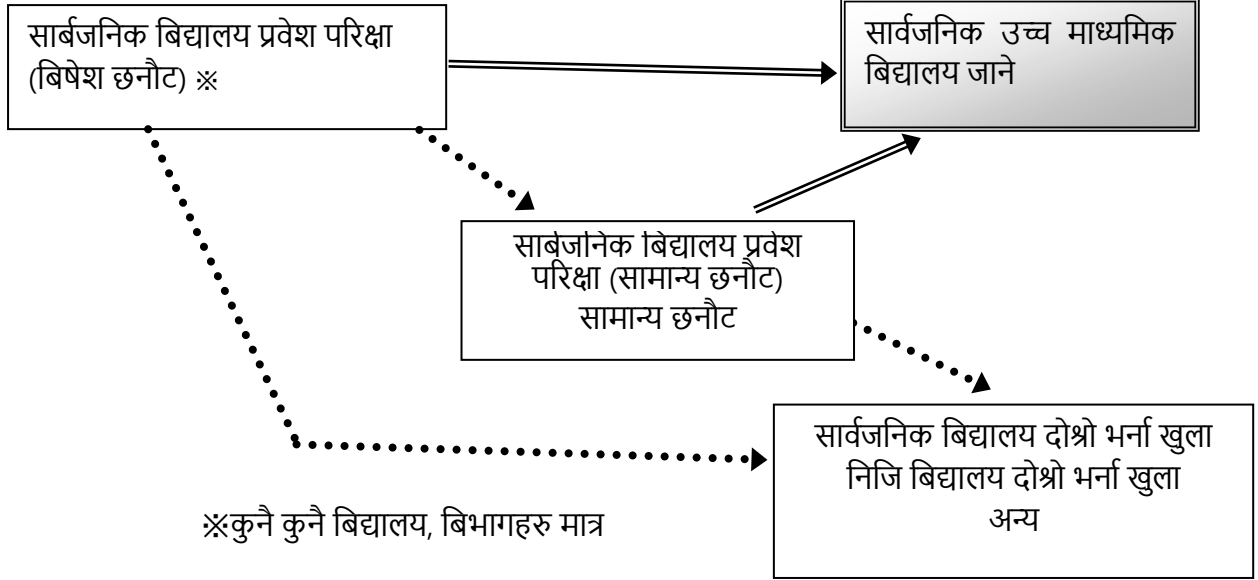 सार्बजनिक बिद्यालय प्रवेश परिक्षा
(बिषेश छनौट) ※
सार्वजनिक उच्च माध्यमिक
बिद्यालय जाने
सार्बजनिक बिद्यालय प्रवेश
परिक्षा (सामान्य छनौट)
सामान्य छनौट
सार्वजनिक बिद्यालय दोश्रो भर्ना खुला
निजि बिद्यालय दोश्रो भर्ना खुला
अन्य
※कुनै कुनै बिद्यालय, बिभागहरु मात्र